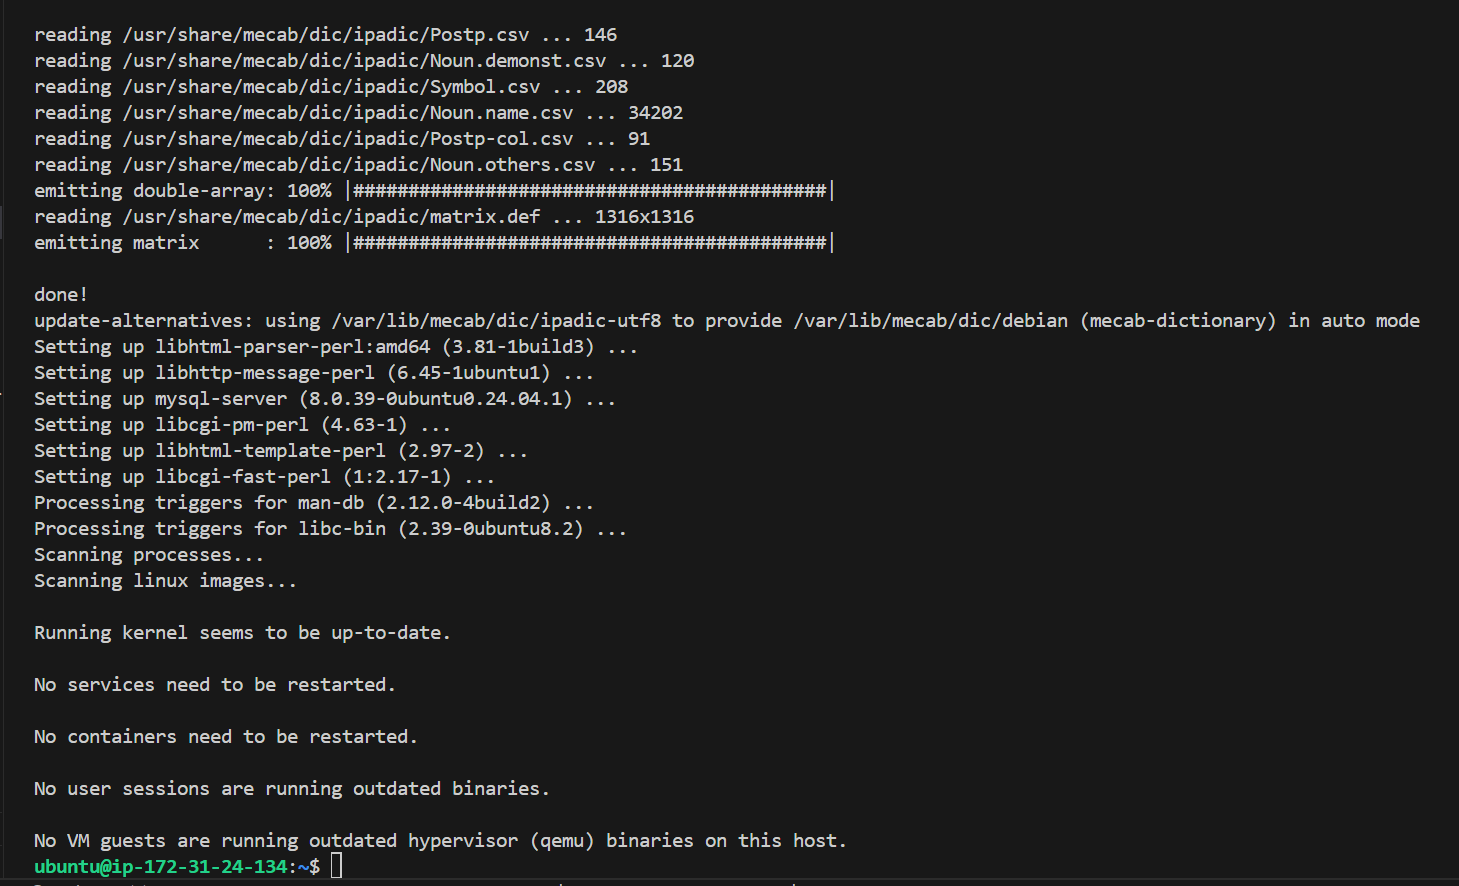 reading /usr/share/mecab/dic/ipadic/Postp.csv ... 146
reading /usr/share/mecab/dic/ipadic/Noun.demonst.csv ... 120
reading /usr/share/mecab/dic/ipadic/Symbol.csv ... 208
reading /usr/share/mecab/dic/ipadic/Noun.name.csv ... 34202
reading /usr/share/mecab/dic/ipadic/Postp-col.csv ... 91
reading /usr/share/mecab/dic/ipadic/Noun.others.csv ... 151
emitting double-array: 100% |###########################################|
reading /usr/share/mecab/dic/ipadic/matrix.def ... 1316x1316
emitting matrix      : 100% |###########################################|
done!
update-alternatives: using /var/lib/mecab/dic/ipadic-utf8 to provide /var/lib/mecab/dic/debian (mecab-dictionary) in auto mode
Setting up libhtml-parser-perl:amd64 (3.81-1build3) ...
Setting up libhttp-message-perl (6.45-1ubuntu1) ...
Setting up mysql-server (8.0.39-0ubuntu0.24.04.1) ...
Setting up libcgi-pm-perl (4.63-1) ...
Setting up libhtml-template-perl (2.97-2) ...
Setting up libcgi-fast-perl (1:2.17-1) ...
Processing triggers for man-db (2.12.0-4build2) ...
Processing triggers for libc-bin (2.39-0ubuntu8.2) ...
Scanning processes...
Scanning linux images...
Running kernel seems to be up-to-date.
No services need to be restarted.
No containers need to be restarted.
No user sessions are running outdated binaries.
No VM guests are running outdated hypervisor (qemu) binaries on this host.
ubuntu@ip-172-31-24-134:~$